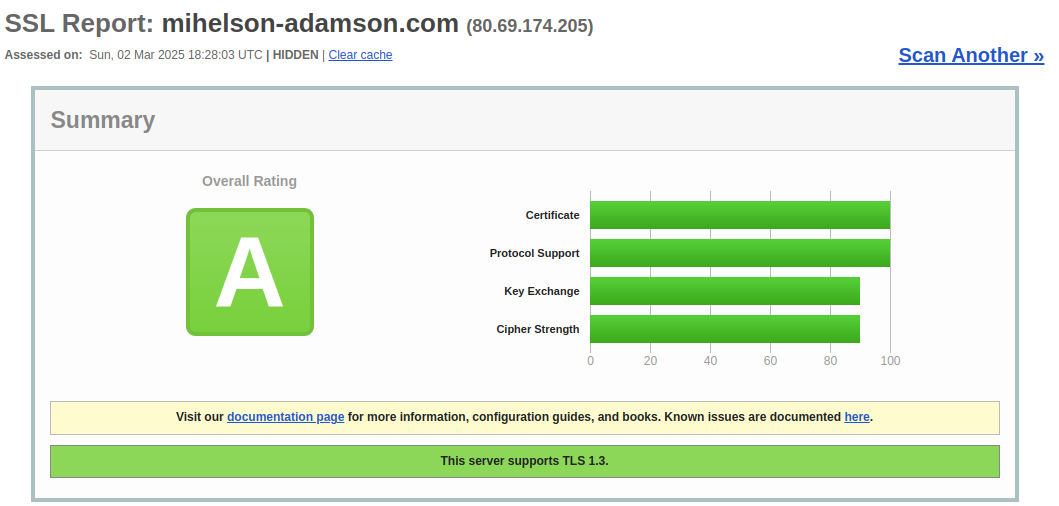 SSL Report: mihelson-adamson.com (80.69.174.205)
Assessed on: Sun, 02 Mar 2025 18:28:03 UTC | HIDDEN | Clear cache
Scan Another »
Summary
Overall Rating
A
Certificate
Protocol Support
Key Exchange
Cipher Strength
0 20 40 60 80 100
Visit our documentation page for more information, configuration guides, and books. Known issues are documented here.
This server supports TLS 1.3.